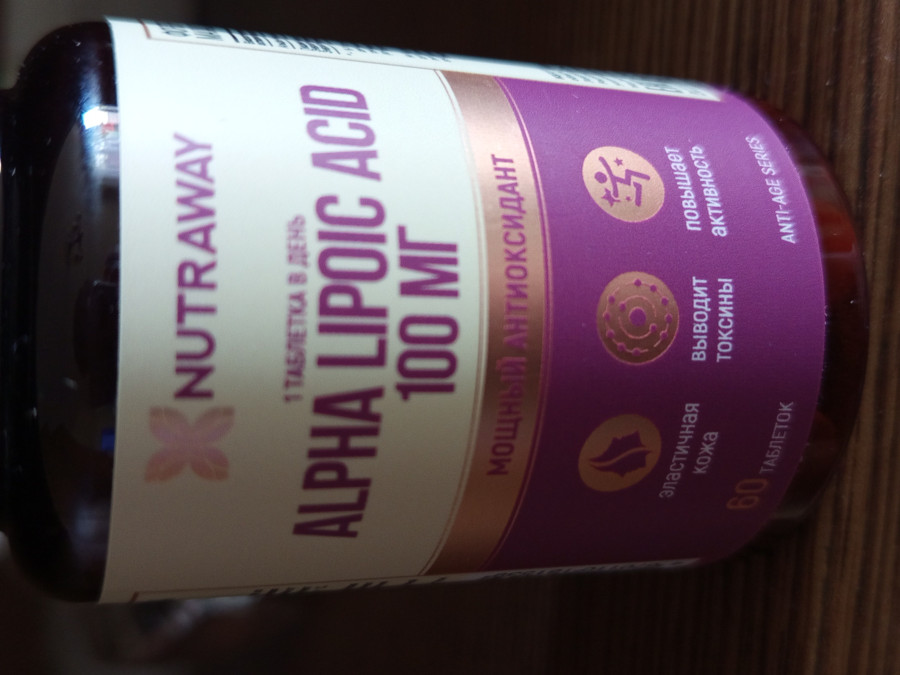 NUTRAWAY
1 ТАБЛЕТКА В ДЕНЬ
ALPHA LIPOIC ACID
100 МГ
МОЩНЫЙ АНТИОКСИДАНТ
эластичная
кожа
ВЫВОДИТ
ТОКСИНЫ
повышает
активность
60 ТАБЛЕТОК
ANTI-AGE SERIES